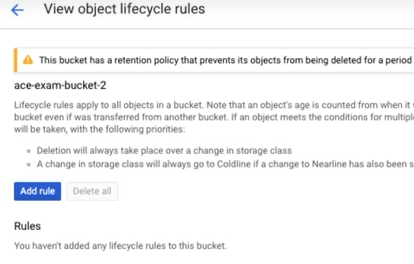 View object lifecycle rules
This bucket has a retention policy that prevents its objects from being deleted for a period
ace-exam-bucket-2
Lifecycle rules apply to all objects in a bucket. Note that an object's age is counted from when it
bucket even if was transferred from another bucket. If an object meets the conditions for
will be taken, with the following priorities:
Deletion will always take place over a change in storage class
A change in storage class will always go to Coldline if a change to Nearline has also been
Add rule Delete all
Rules
You haven't added any lifecycle rules to this bucket.